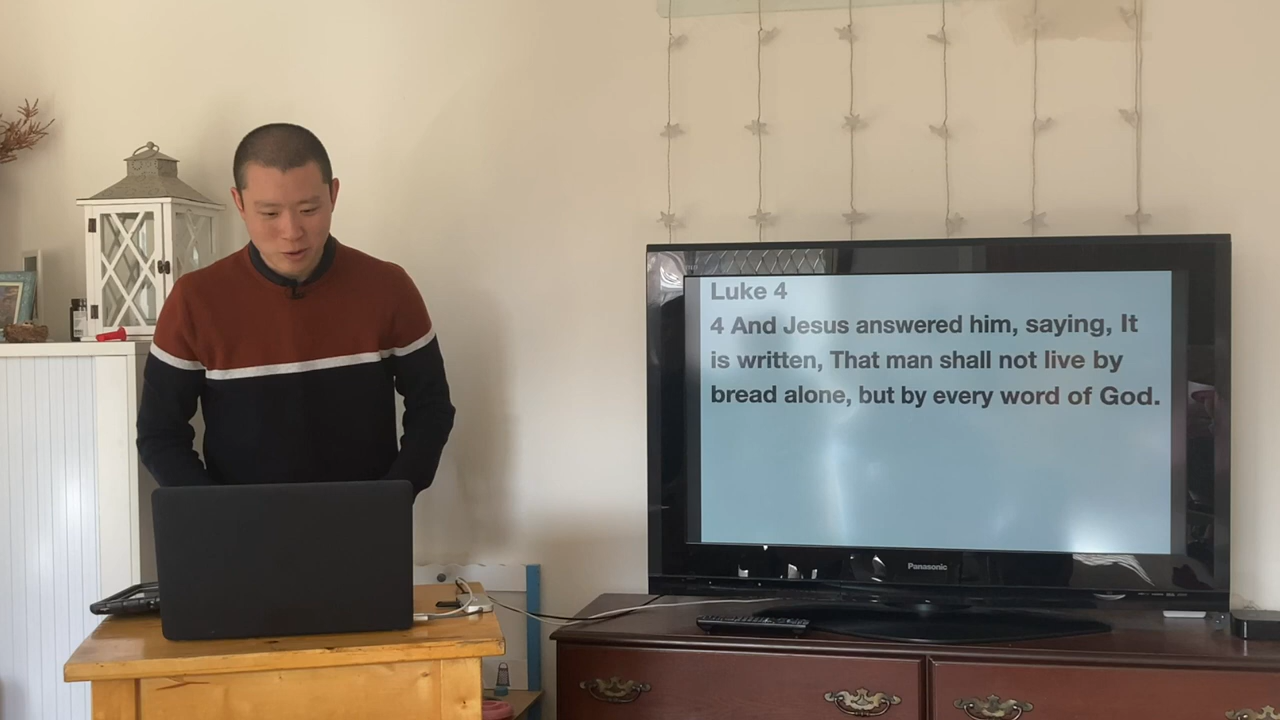 Luke 4
4 And Jesus answered him, saying, It
is written, That man shall not live by
bread alone, but by every word of God.
Panasonic